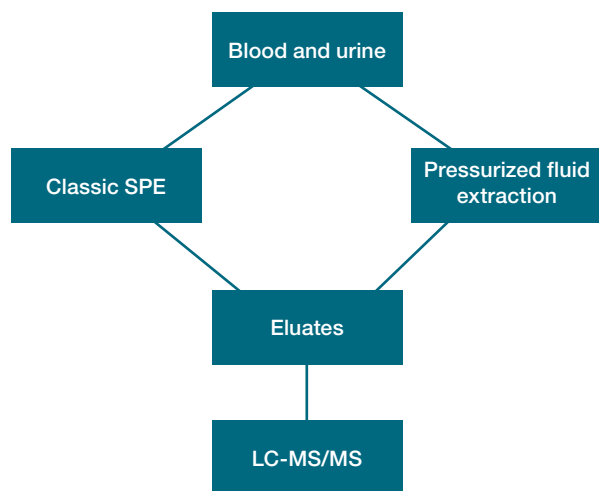 Blood and urine
Classic SPE
Pressurized fluid
extraction
Eluates
LC-MS/MS